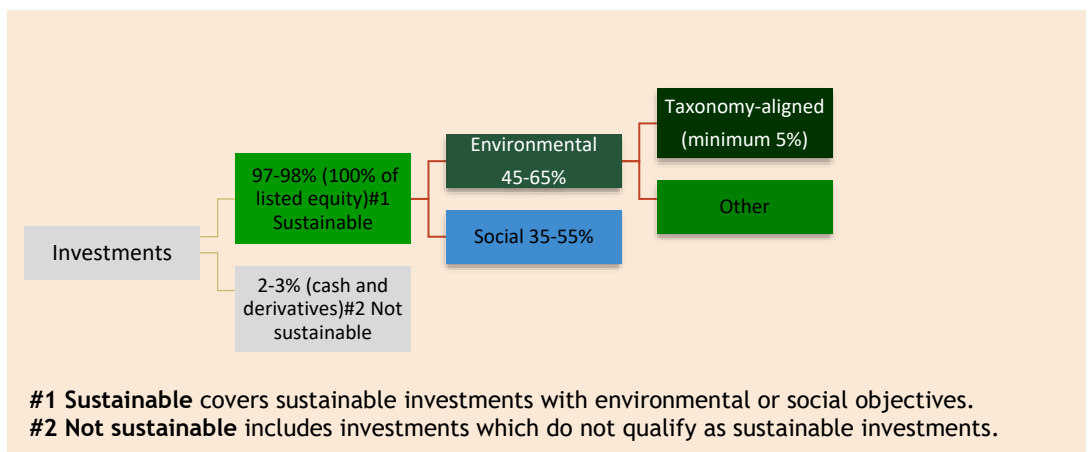 Investments
97-98% (100% of
listed equity)#1
Sustainable
2-3% (cash and
derivatives)#2 Not
sustainable
Environmental
45-65%
Social 35-55%
Taxonomy-aligned
(minimum 5%)
Other
#1 Sustainable covers sustainable investments with environmental or social objectives.
#2 Not sustainable includes investments which do not qualify as sustainable investments.